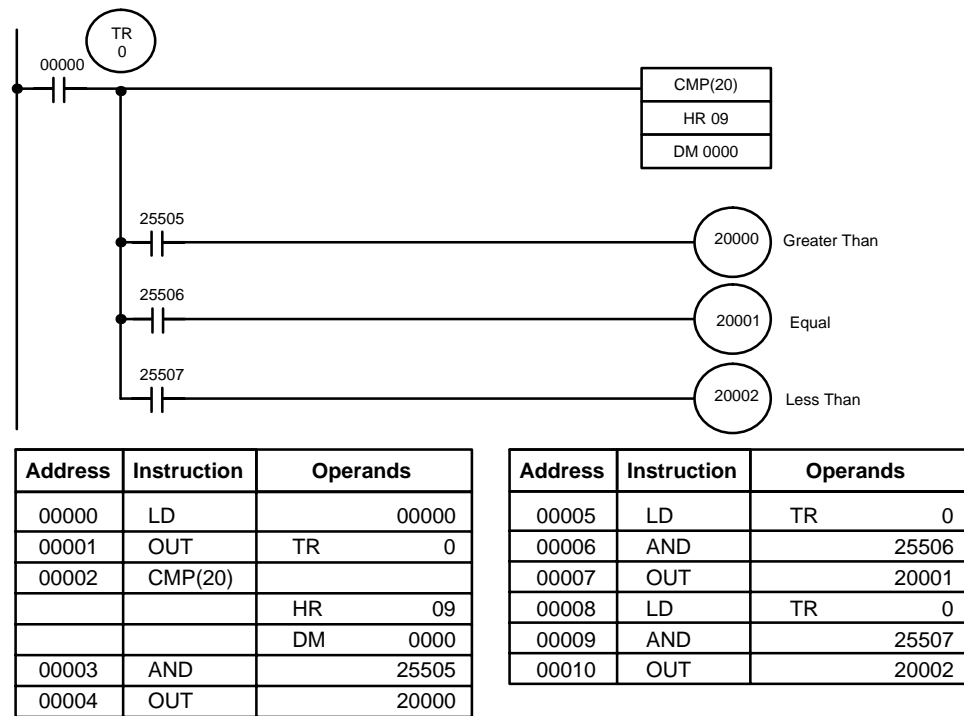 TR
0
00000
CMP(20)
HR 09
DM 0000
25505
20000 Greater Than
25506
20001 Equal
25507
20002 Less Than
Address Instruction Operands
00000 LD 00000
00001 OUT TR 0
00002 CMP(20)
HR 09
DM 0000
00003 AND 25505
00004 OUT 20000
Address Instruction Operands
00005 LD TR 0
00006 AND 25506
00007 OUT 20001
00008 LD TR 0
00009 AND 25507
00010 OUT 20002